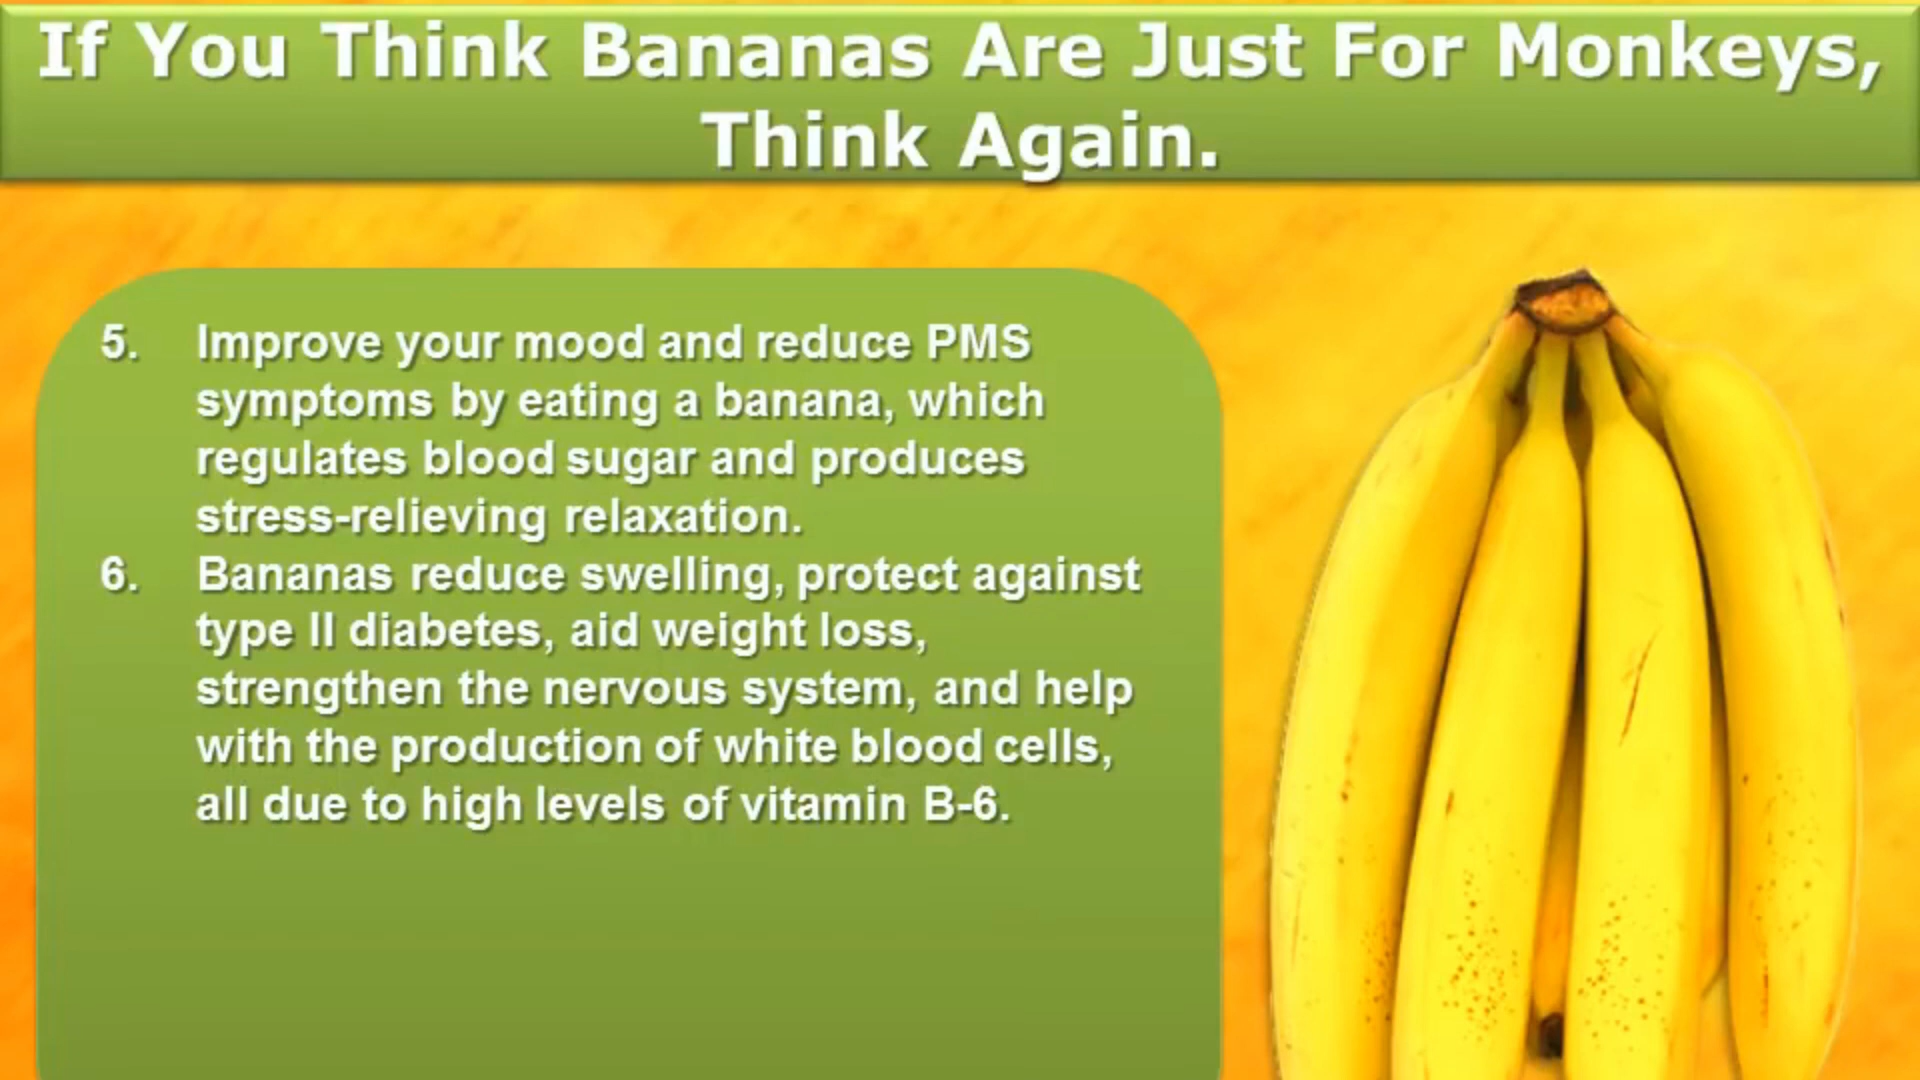 If You Think Bananas Are Just For Monkeys,
Think Again.
5. Improve your mood and reduce PMS
symptoms by eating a banana, which
regulates blood sugar and produces
stress-relieving relaxation.
6. Bananas reduce swelling, protect against
type II diabetes, aid weight loss,
strengthen the nervous system, and help
with the production of white blood cells,
all due to high levels of vitamin B-6.